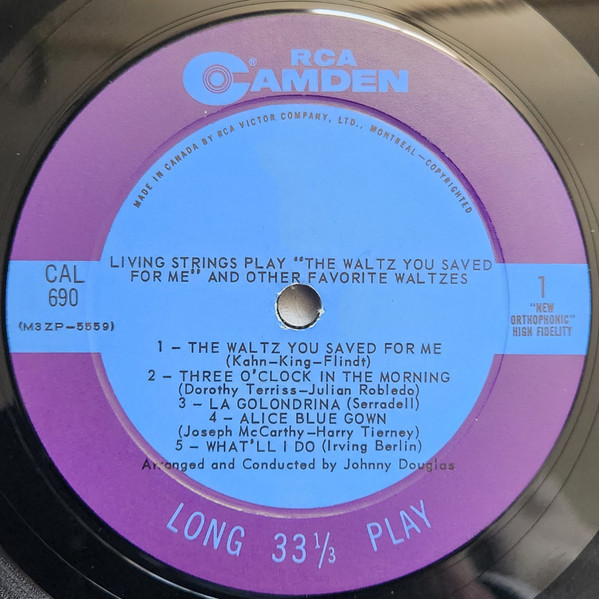 RCA
CAMDEN®
MADE IN CANADA BY RCA VICTOR COMPANY, LTD., MONTREAL—COPYRIGHTED
LIVING STRINGS PLAY "THE WALTZ YOU SAVED
FOR ME" AND OTHER FAVORITE WALTZES
CAL
690
(M3ZP-5559)
1
"NEW
ORTHOPHONIC"
HIGH FIDELITY
1 – THE WALTZ YOU SAVED FOR ME
(Kahn-King-Flindt)
2 – THREE O'CLOCK IN THE MORNING
(Dorothy Terriss-Julian Robledo)
3 – LA GOLONDRINA (Serradell)
4 – ALICE BLUE GOWN
(Joseph McCarthy-Harry Tierney)
5 – WHAT'LL I DO (Irving Berlin)
Arranged and Conducted by Johnny Douglas
LONG 33 1/3 PLAY